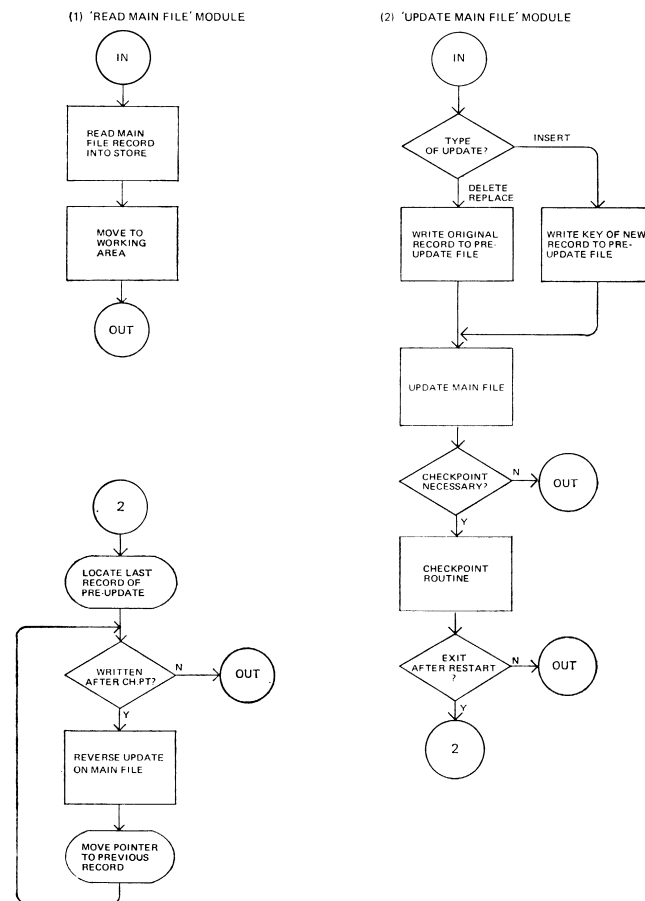 (1) 'READ MAIN FILE' MODULE
IN
READ MAIN
FILE RECORD
INTO STORE
MOVE TO
WORKING
AREA
OUT
2
LOCATE LAST
RECORD OF
PRE-UPDATE
WRITTEN
AFTER CH.PT?
N
OUT
Y
REVERSE UPDATE
ON MAIN FILE
MOVE POINTER
TO PREVIOUS
RECORD
(2) 'UPDATE MAIN FILE' MODULE
IN
TYPE
OF UPDATE?
INSERT
DELETE
REPLACE
WRITE ORIGINAL
RECORD TO PRE-
UPDATE FILE
WRITE KEY OF NEW
RECORD TO PRE-
UPDATE FILE
UPDATE MAIN FILE
CHECKPOINT
NECESSARY?
N
OUT
Y
CHECKPOINT
ROUTINE
EXIT
AFTER RESTART
?
N
OUT
Y
2